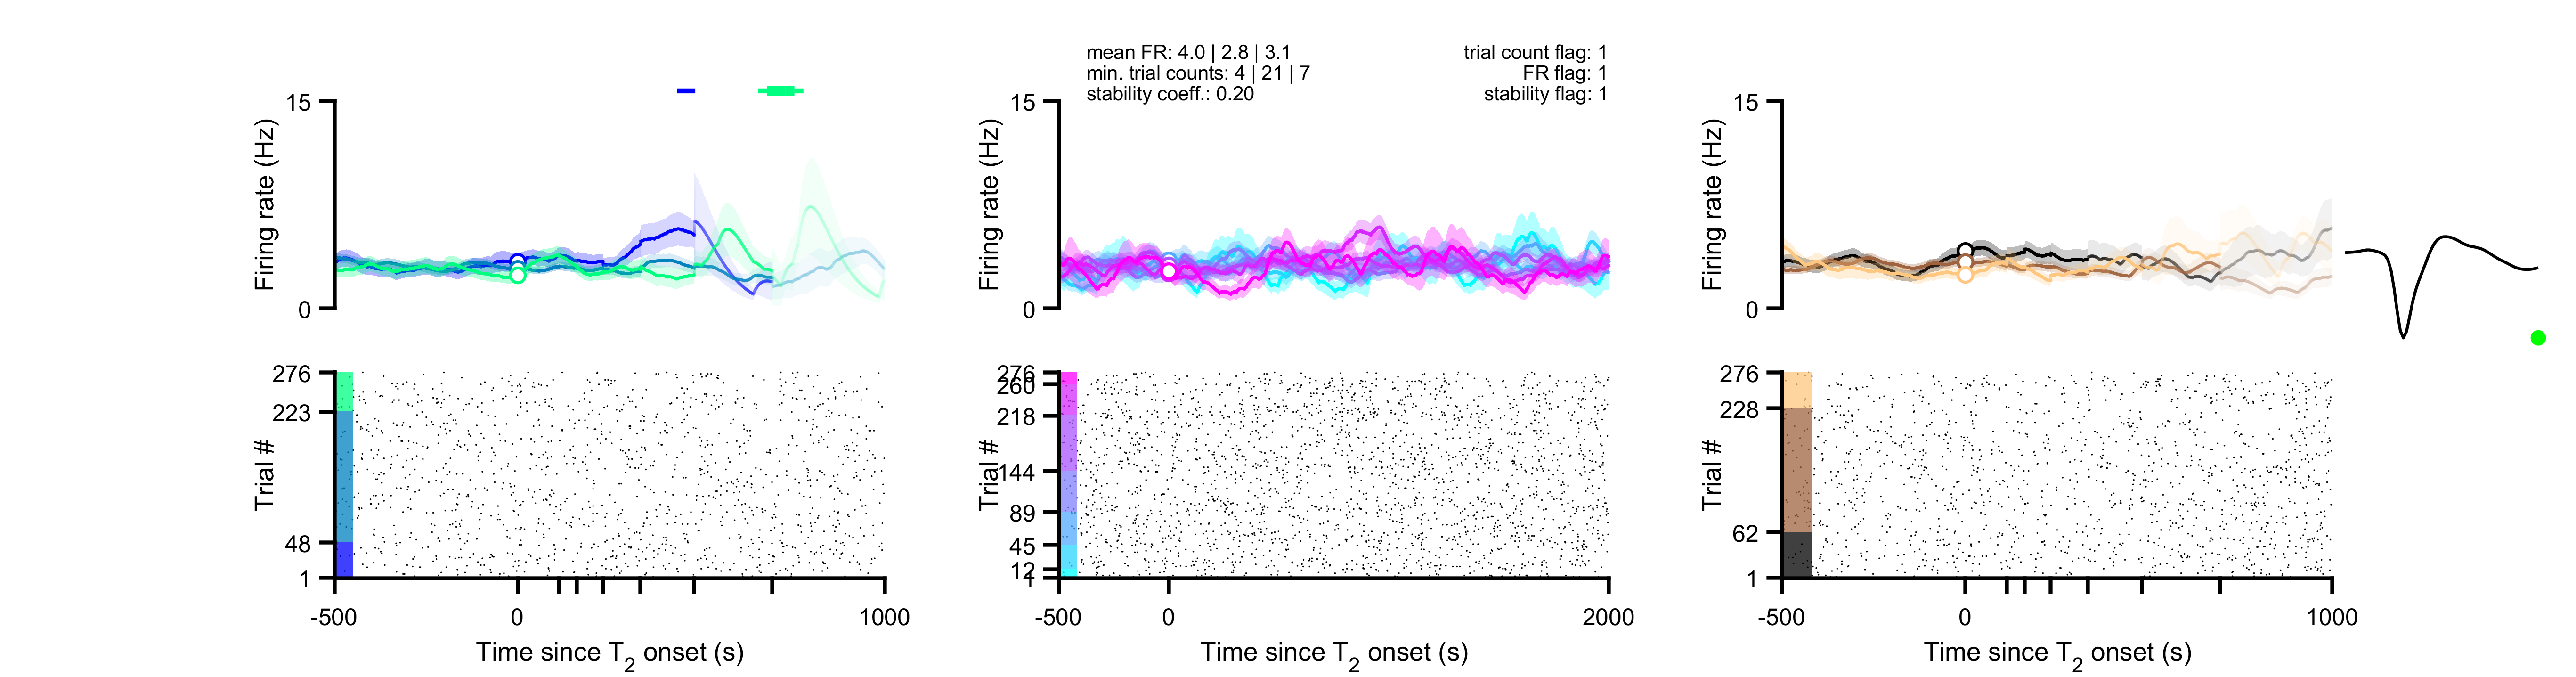 mean FR: 4.0 | 2.8 | 3.1
min. trial counts: 4 | 21 | 7
stability coeff.: 0.20
trial count flag: 1
FR flag: 1
stability flag: 1
15
0
Firing rate (Hz)
15
0
Firing rate (Hz)
15
0
Firing rate (Hz)
276
223
48
1
Trial #
-500
0
1000
Time since T2 onset (s)
276
260
218
144
89
45
12
1
Trial #
-500
0
2000
Time since T2 onset (s)
276
228
62
1
Trial #
-500
0
1000
Time since T2 onset (s)